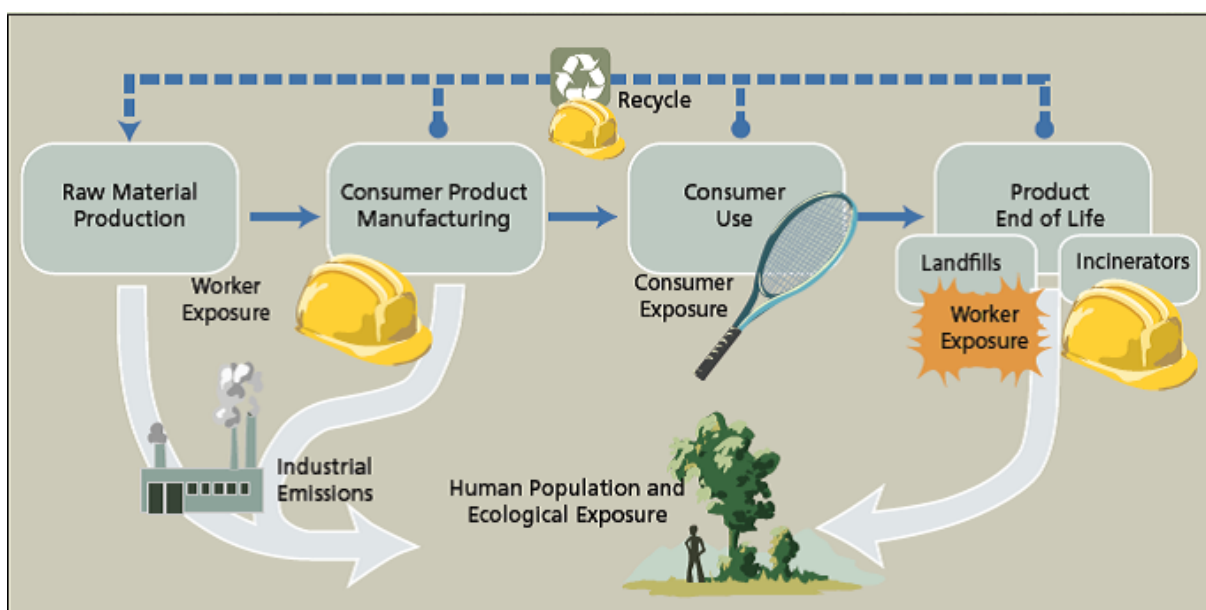 Recycle
Raw Material
Production
Consumer Product
Manufacturing
Consumer
Use
Product
End of Life
Landfills
Incinerators
Worker
Exposure
Consumer
Exposure
Worker
Exposure
Industrial
Emissions
Human Population and
Ecological Exposure